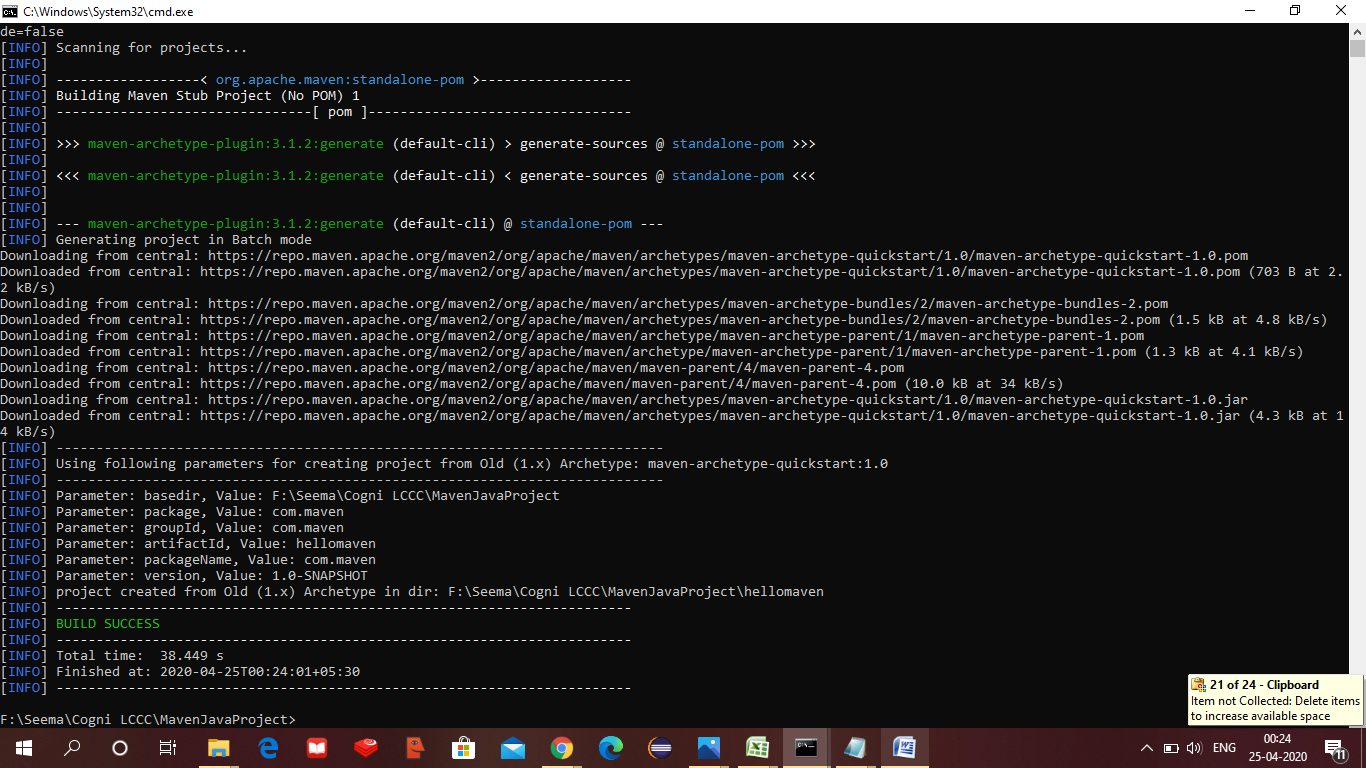 C:\Windows\System32\cmd.exe
de=false
[INFO] Scanning for projects...
[INFO]
[INFO] ------------------< org.apache.maven:standalone-pom >-------------------
[INFO] Building Maven Stub Project (No POM) 1
[INFO] --------------------------------[ pom ]---------------------------------
[INFO]
[INFO] >>> maven-archetype-plugin:3.1.2:generate (default-cli) > generate-sources @ standalone-pom >>>
[INFO]
[INFO] <<< maven-archetype-plugin:3.1.2:generate (default-cli) < generate-sources @ standalone-pom <<<
[INFO]
[INFO]
[INFO] --- maven-archetype-plugin:3.1.2:generate (default-cli) @ standalone-pom ---
[INFO] Generating project in Batch mode
Downloading from central: https://repo.maven.apache.org/maven2/org/apache/maven/archetypes/maven-archetype-quickstart/1.0/maven-archetype-quickstart-1.0.pom
Downloaded from central: https://repo.maven.apache.org/maven2/org/apache/maven/archetypes/maven-archetype-quickstart/1.0/maven-archetype-quickstart-1.0.pom (703 B at 2.
2 kB/s)
Downloading from central: https://repo.maven.apache.org/maven2/org/apache/maven/archetypes/maven-archetype-bundles/2/maven-archetype-bundles-2.pom
Downloaded from central: https://repo.maven.apache.org/maven2/org/apache/maven/archetypes/maven-archetype-bundles/2/maven-archetype-bundles-2.pom (1.5 kB at 4.8 kB/s)
Downloading from central: https://repo.maven.apache.org/maven2/org/apache/maven/archetype/maven-archetype-parent/1/maven-archetype-parent-1.pom
Downloaded from central: https://repo.maven.apache.org/maven2/org/apache/maven/archetype/maven-archetype-parent/1/maven-archetype-parent-1.pom (1.3 kB at 4.1 kB/s)
Downloading from central: https://repo.maven.apache.org/maven2/org/apache/maven/maven-parent/4/maven-parent-4.pom
Downloaded from central: https://repo.maven.apache.org/maven2/org/apache/maven/maven-parent/4/maven-parent-4.pom (10.0 kB at 34 kB/s)
Downloading from central: https://repo.maven.apache.org/maven2/org/apache/maven/archetypes/maven-archetype-quickstart/1.0/maven-archetype-quickstart-1.0.jar
Downloaded from central: https://repo.maven.apache.org/maven2/org/apache/maven/archetypes/maven-archetype-quickstart/1.0/maven-archetype-quickstart-1.0.jar (4.3 kB at 1
4 kB/s)
[INFO] ----------------------------------------------------------------------------
[INFO] Using following parameters for creating project from Old (1.x) Archetype: maven-archetype-quickstart:1.0
[INFO] ----------------------------------------------------------------------------
[INFO] Parameter: basedir, Value: F:\Seema\Cogni LCCC\MavenJavaProject
[INFO] Parameter: package, Value: com.maven
[INFO] Parameter: groupId, Value: com.maven
[INFO] Parameter: artifactId, Value: hellomaven
[INFO] Parameter: packageName, Value: com.maven
[INFO] Parameter: version, Value: 1.0-SNAPSHOT
[INFO] project created from Old (1.x) Archetype in dir: F:\Seema\Cogni LCCC\MavenJavaProject\hellomaven
[INFO] ------------------------------------------------------------------------
[INFO] BUILD SUCCESS
[INFO] ------------------------------------------------------------------------
[INFO] Total time:  38.449 s
[INFO] Finished at: 2020-04-25T00:24:01+05:30
[INFO] ------------------------------------------------------------------------
F:\Seema\Cogni LCCC\MavenJavaProject>
21 of 24 - Clipboard
Item not Collected: Delete items
to increase available space
ENG
00:24
25-04-2020
11